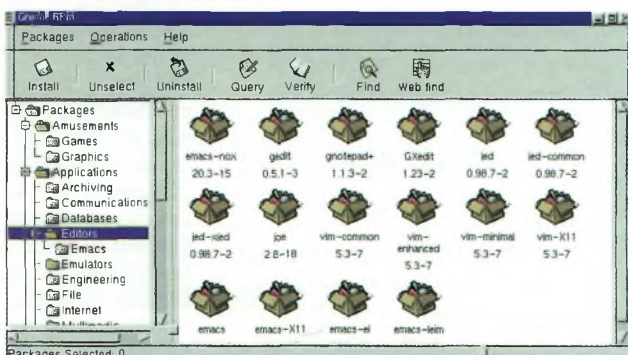 Gnome RPM
Packages Operations Help
Install Unselect Uninstall Query Verify Find Web find
Packages
Amusements
Games
Graphics
Applications
Archiving
Communications
Databases
Editors
Emacs
Emulators
Engineering
File
Internet
Multimedia
emacs-nox gedit gnotepad+ GXedit jed jed-common
20.3-15 0.5.1-3 1.1.3-2 1.23-2 0.98.7-2 0.98.7-2
jed-xjed joe vim-common vim-enhanced vim-minimal vim-X11
0.98.7-2 2.8-18 5.3-7 5.3-7 5.3-7 5.3-7
emacs emacs-X11 emacs-el emacs-leim
Packages Selected: 0